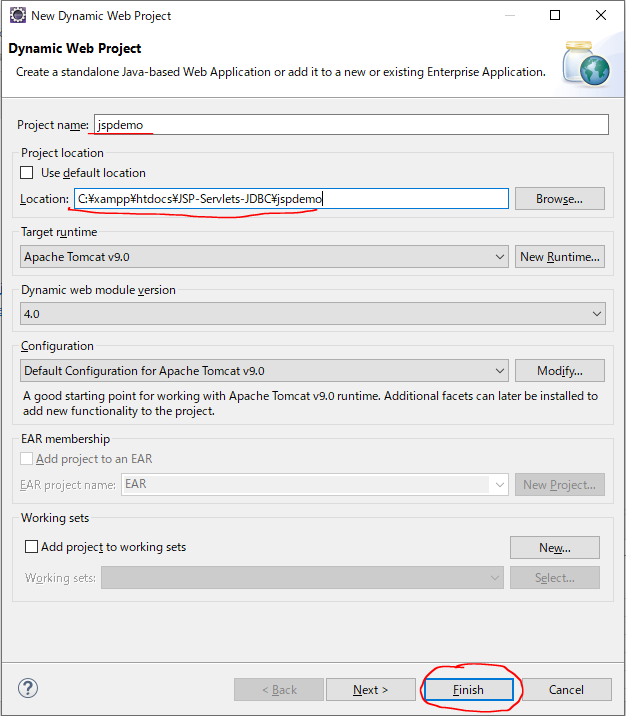 New Dynamic Web Project
Dynamic Web Project
Create a standalone Java-based Web Application or add it to a new or existing Enterprise Application.
Project name: jspdemo
Project location
Use default location
Location: C:¥xampp¥htdocs¥JSP-Servlets-JDBC¥jspdemo Browse...
Target runtime
Apache Tomcat v9.0 New Runtime...
Dynamic web module version
4.0
Configuration
Default Configuration for Apache Tomcat v9.0 Modify...
A good starting point for working with Apache Tomcat v9.0 runtime. Additional facets can later be installed to
add new functionality to the project.
EAR membership
Add project to an EAR
EAR project name: EAR New Project...
Working sets
Add project to working sets New...
Working sets: Select...
? < Back Next > Finish Cancel